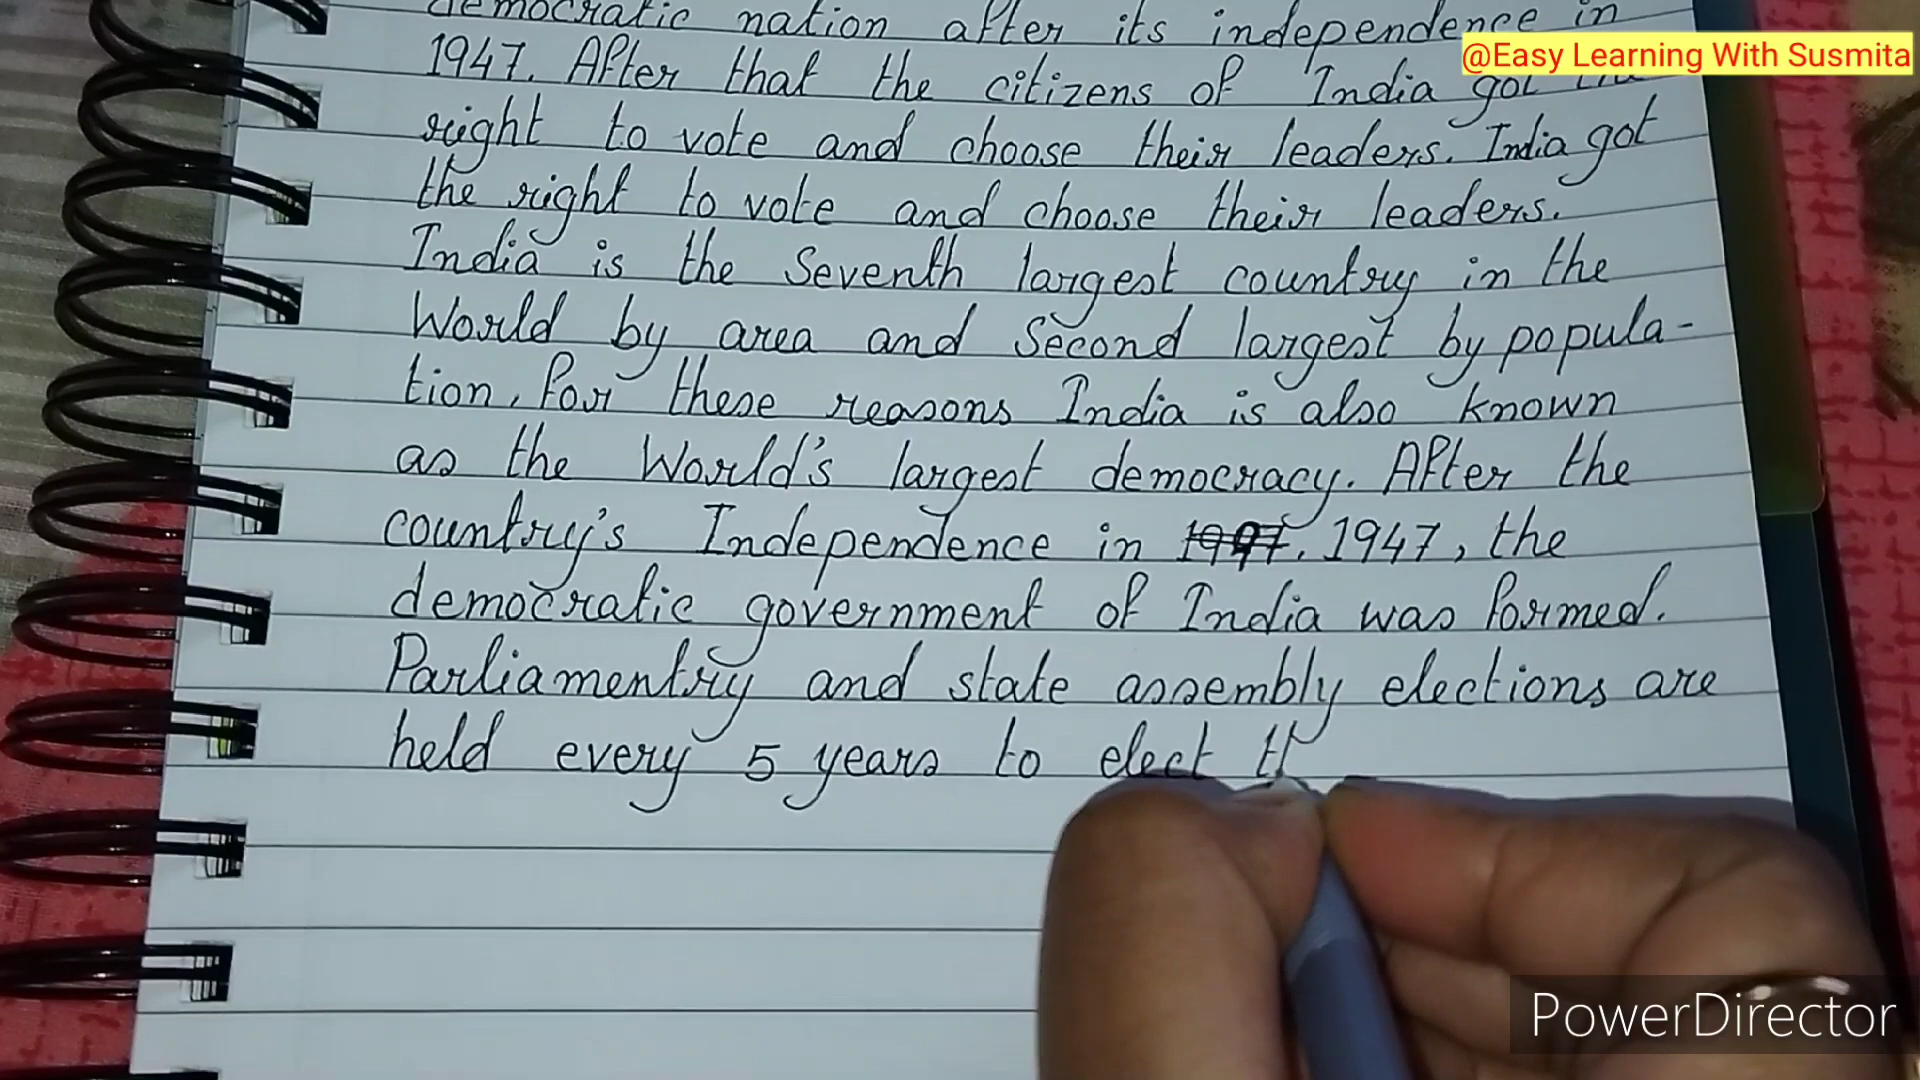 democratic nation after its independence in
@Easy Learning With Susmita
1947. After that the citizens of India got the
right to vote and choose their leaders. India got
the right to vote and choose their leaders.
India is the Seventh largest country in the
World by area and Second largest by popula-
tion, for these reasons India is also known
as the World's largest democracy. After the
country's Independence in 1997. 1947, the
democratic government of India was formed.
Parliamentry and state assembly elections are
held every 5 years to elect th
PowerDirector